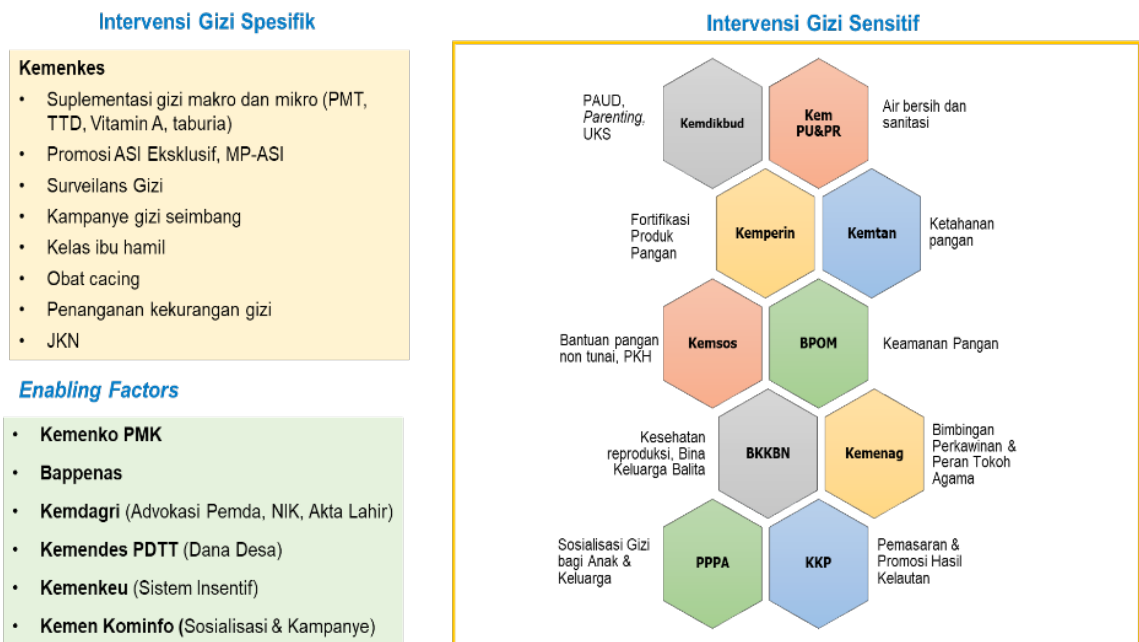 Intervensi Gizi Spesifik
Kemenkes
• Suplementasi gizi makro dan mikro (PMT,
TTD, Vitamin A, taburia)
• Promosi ASI Eksklusif, MP-ASI
• Surveilans Gizi
• Kampanye gizi seimbang
• Kelas ibu hamil
• Obat cacing
• Penanganan kekurangan gizi
• JKN
Enabling Factors
• Kemenko PMK
• Bappenas
• Kemdagri (Advokasi Pemda, NIK, Akta Lahir)
• Kemendes PDTT (Dana Desa)
• Kemenkeu (Sistem Insentif)
• Kemen Kominfo (Sosialisasi & Kampanye)
Intervensi Gizi Sensitif
PAUD,
Parenting,
UKS
Kemdikbud
Kem
PU&PR
Air bersih dan
sanitasi
Fortifikasi
Produk
Pangan
Kemperin
Kemtan
Ketahanan
pangan
Bantuan pangan
non tunai, PKH
Kemsos
BPOM
Keamanan Pangan
Kesehatan
reproduksi, Bina
Keluarga Balita
BKKBN
Kemenag
Bimbingan
Perkawinan &
Peran Tokoh
Agama
Sosialisasi Gizi
bagi Anak &
Keluarga
PPPA
KKP
Pemasaran &
Promosi Hasil
Kelautan